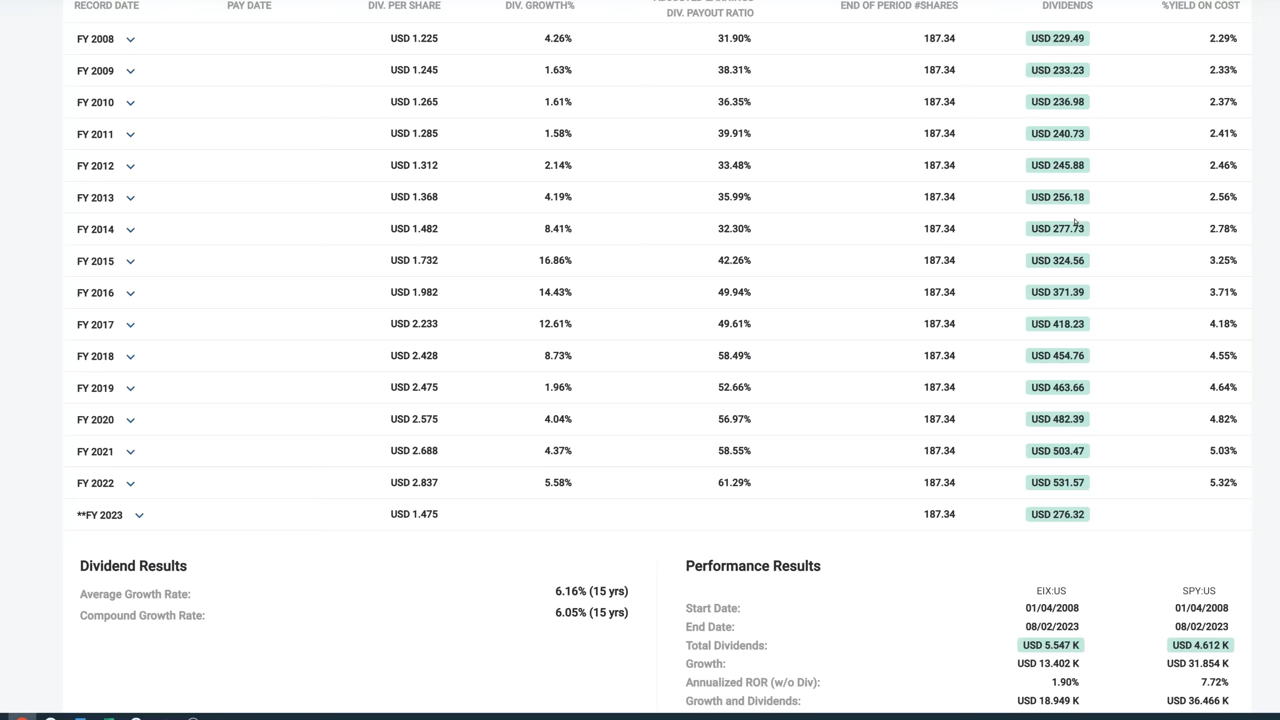 RECORD DATE PAY DATE DIV. PER SHARE DIV. GROWTH% DIV. PAYOUT RATIO END OF PERIOD #SHARES DIVIDENDS %YIELD ON COST
FY 2008 USD 1.225 4.26% 31.90% 187.34 USD 229.49 2.29%
FY 2009 USD 1.245 1.63% 38.31% 187.34 USD 233.23 2.33%
FY 2010 USD 1.265 1.61% 36.35% 187.34 USD 236.98 2.37%
FY 2011 USD 1.285 1.58% 39.91% 187.34 USD 240.73 2.41%
FY 2012 USD 1.312 2.14% 33.48% 187.34 USD 245.88 2.46%
FY 2013 USD 1.368 4.19% 35.99% 187.34 USD 256.18 2.56%
FY 2014 USD 1.482 8.41% 32.30% 187.34 USD 277.73 2.78%
FY 2015 USD 1.732 16.86% 42.26% 187.34 USD 324.56 3.25%
FY 2016 USD 1.982 14.43% 49.94% 187.34 USD 371.39 3.71%
FY 2017 USD 2.233 12.61% 49.61% 187.34 USD 418.23 4.18%
FY 2018 USD 2.428 8.73% 58.49% 187.34 USD 454.76 4.55%
FY 2019 USD 2.475 1.96% 52.66% 187.34 USD 463.66 4.64%
FY 2020 USD 2.575 4.04% 56.97% 187.34 USD 482.39 4.82%
FY 2021 USD 2.688 4.37% 58.55% 187.34 USD 503.47 5.03%
FY 2022 USD 2.837 5.58% 61.29% 187.34 USD 531.57 5.32%
**FY 2023 USD 1.475 187.34 USD 276.32
Dividend Results
Average Growth Rate: 6.16% (15 yrs)
Compound Growth Rate: 6.05% (15 yrs)
Performance Results
EIX:US SPY:US
Start Date: 01/04/2008 01/04/2008
End Date: 08/02/2023 08/02/2023
Total Dividends: USD 5.547 K USD 4.612 K
Growth: USD 13.402 K USD 31.854 K
Annualized ROR (w/o Div): 1.90% 7.72%
Growth and Dividends: USD 18.949 K USD 36.466 K